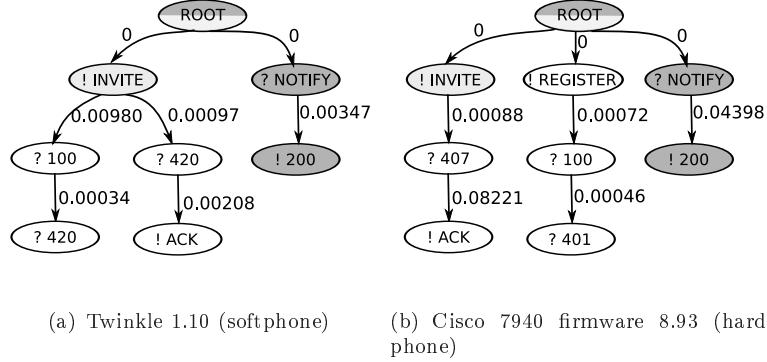 ROOT
0
0
! INVITE
? NOTIFY
0.00980
0.00097
0.00347
? 100
? 420
! 200
0.00034
0.00208
? 420
! ACK
ROOT
0
0
0
! INVITE
! REGISTER
? NOTIFY
0.00088
0.00072
0.04398
? 407
? 100
! 200
0.08221
0.00046
! ACK
? 401
(a) Twinkle 1.10 (softphone)
(b) Cisco 7940 firmware 8.93 (hard
phone)